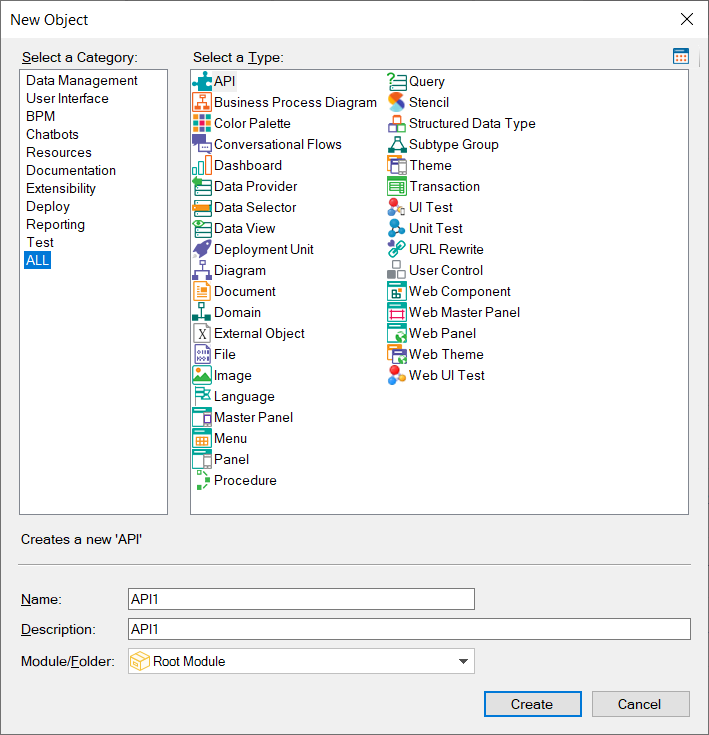 New Object
Select a Category:
Data Management
User Interface
BPM
Chatbots
Resources
Documentation
Extensibility
Deploy
Reporting
Test
ALL
Select a Type:
API
Business Process Diagram
Color Palette
Conversational Flows
Dashboard
Data Provider
Data Selector
Data View
Deployment Unit
Diagram
Document
Domain
External Object
File
Image
Language
Master Panel
Menu
Panel
Procedure
Query
Stencil
Structured Data Type
Subtype Group
Theme
Transaction
UI Test
Unit Test
URL Rewrite
User Control
Web Component
Web Master Panel
Web Panel
Web Theme
Web UI Test
Creates a new 'API'
Name: API1
Description: API1
Module/Folder: Root Module
Create Cancel